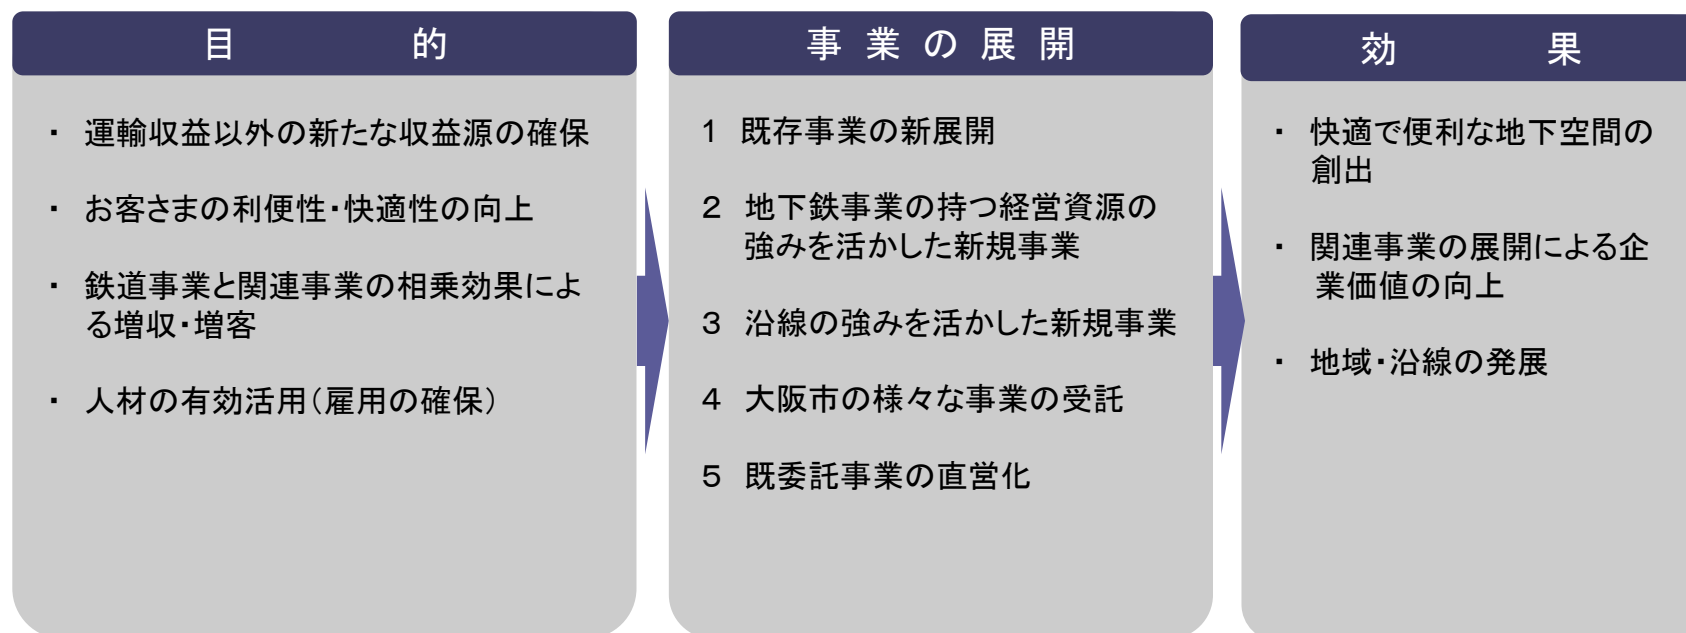 目　的
・ 運輸収益以外の新たな収益源の確保
・ お客さまの利便性・快適性の向上
・ 鉄道事業と関連事業の相乗効果によ
る増収・増客
・ 人材の有効活用（雇用の確保）
事 業 の 展 開
1 既存事業の新展開
2 地下鉄事業の持つ経営資源の
強みを活かした新規事業
3 沿線の強みを活かした新規事業
4 大阪市の様々な事業の受託
5 既委託事業の直営化
効　果
・ 快適で便利な地下空間の
創出
・ 関連事業の展開による企
業価値の向上
・ 地域・沿線の発展